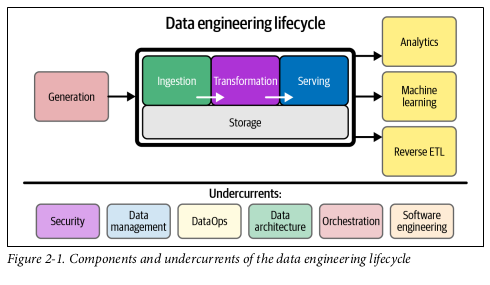 Data engineering lifecycle
Generation
Ingestion
Transformation
Serving
Storage
Analytics
Machine
learning
Reverse ETL
Undercurrents:
Security
Data
management
DataOps
Data
architecture
Orchestration
Software
engineering
Figure 2-1. Components and undercurrents of the data engineering lifecycle